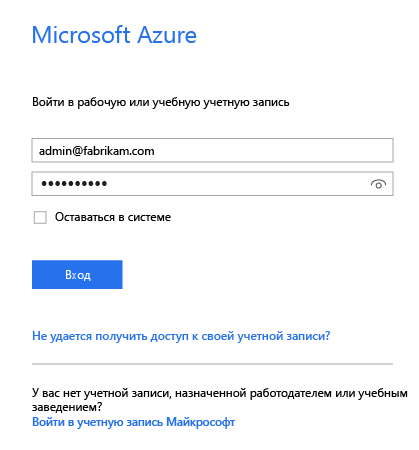 Microsoft Azure
Войти в рабочую или учебную учетную запись
admin@fabrikam.com
••••••••••
Оставаться в системе
Вход
Не удается получить доступ к своей учетной записи?
У вас нет учетной записи, назначенной работодателем или учебным
заведением?
Войти в учетную запись Майкрософт